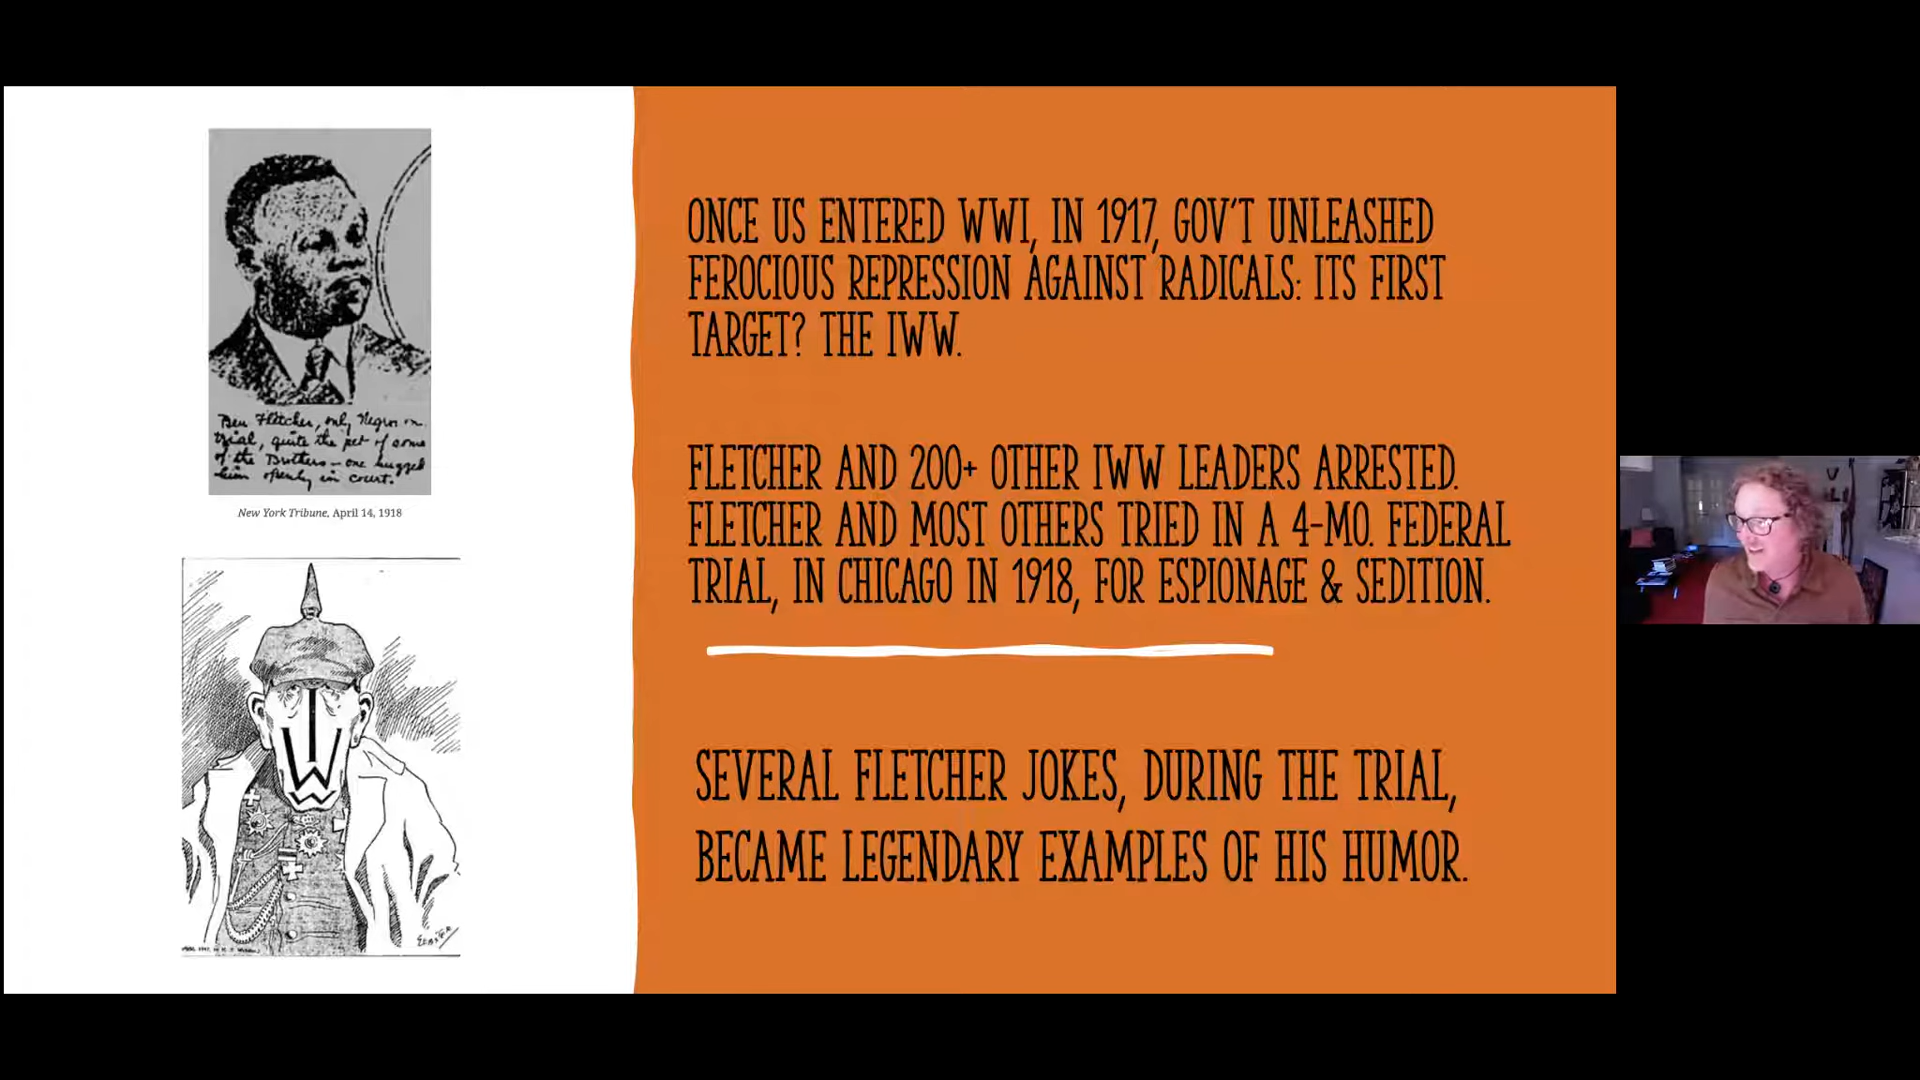 Ben Fletcher, only Negro on
trial, quite the pet of some
of the Brothers — one hugged
him openly in court.
New York Tribune, April 14, 1918
IWW
ONCE US ENTERED WWI, IN 1917, GOV'T UNLEASHED
FEROCIOUS REPRESSION AGAINST RADICALS: ITS FIRST
TARGET? THE IWW.
FLETCHER AND 200+ OTHER IWW LEADERS ARRESTED.
FLETCHER AND MOST OTHERS TRIED IN A 4-MO. FEDERAL
TRIAL, IN CHICAGO IN 1918, FOR ESPIONAGE & SEDITION.
SEVERAL FLETCHER JOKES, DURING THE TRIAL,
BECAME LEGENDARY EXAMPLES OF HIS HUMOR.